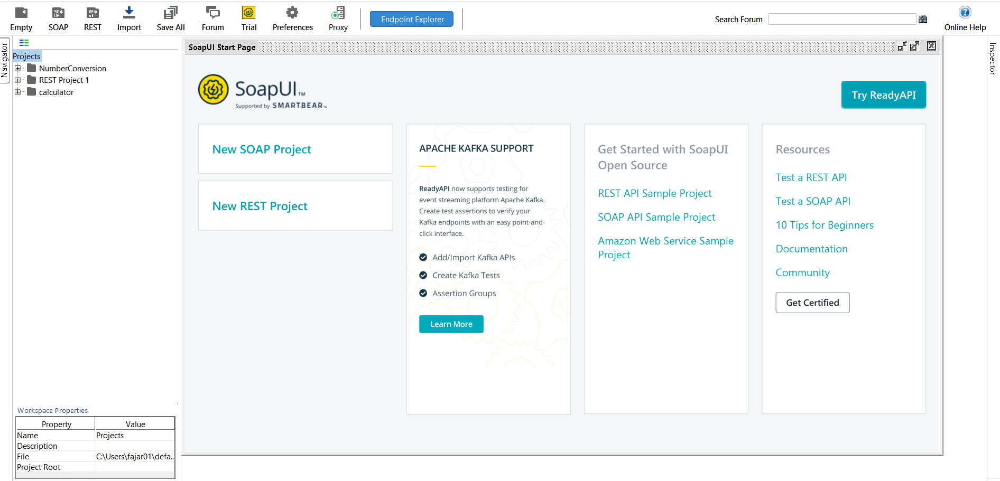 Empty SOAP REST Import Save All Forum Trial Preferences Proxy Endpoint Explorer Search Forum Online Help
Navigator
Projects
NumberConversion
REST Project 1
calculator
Workspace Properties
Property Value
Name Projects
Description
File C:\Users\fajar01\defa..
Project Root
SoapUI Start Page
SoapUI™
Supported by SMARTBEAR™
Try ReadyAPI
New SOAP Project
New REST Project
APACHE KAFKA SUPPORT
ReadyAPI now supports testing for
event streaming platform Apache Kafka.
Create test assertions to verify your
Kafka endpoints with an easy point-and-
click interface.
Add/Import Kafka APIs
Create Kafka Tests
Assertion Groups
Learn More
Get Started with SoapUI
Open Source
REST API Sample Project
SOAP API Sample Project
Amazon Web Service Sample
Project
Resources
Test a REST API
Test a SOAP API
10 Tips for Beginners
Documentation
Community
Get Certified
Inspector